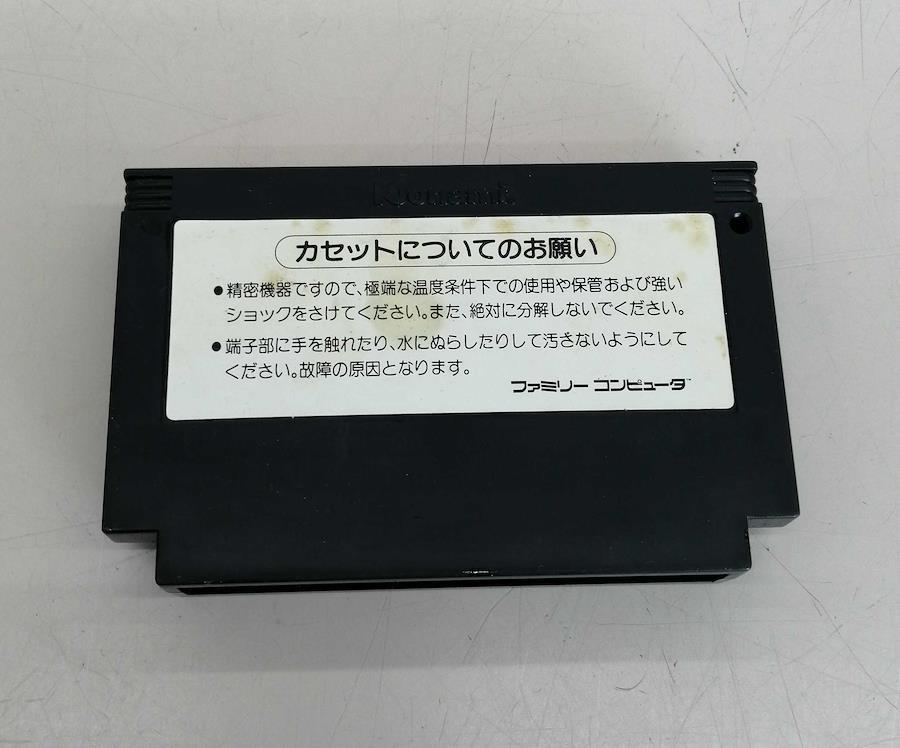 Konami
カセットについてのお願い
●精密機器ですので、極端な温度条件下での使用や保管および強い
ショックをさけてください。また、絶対に分解しないでください。
●端子部に手を触れたり、水にぬらしたりして汚さないようにして
ください。故障の原因となります。
ファミリー コンピュータ™